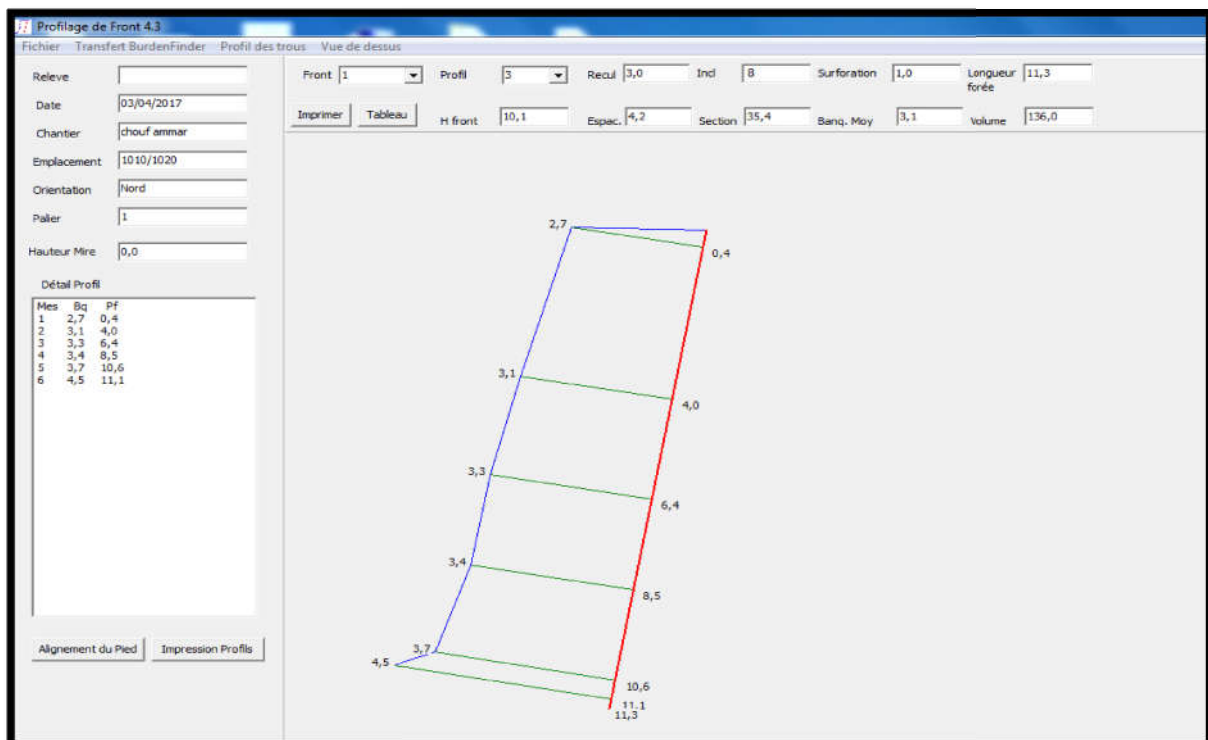 Profilage de Front 4.3
Fichier Transfert BurdenFinder Profil des trous Vue de dessus
Releve
Date 03/04/2017
Chantier chouf ammar
Emplacement 1010/1020
Orientation Nord
Palier 1
Hauteur Mire 0,0
Détail Profil
Mes Bq Pf
1 2,7 0,4
2 3,1 4,0
3 3,3 6,4
4 3,4 8,5
5 3,7 10,6
6 4,5 11,1
Alignement du Pied Impression Profils
Front 1 Profil 3 Recul 3,0 Incl 8 Surforation 1,0 Longueur forée 11,3
Imprimer Tableau H front 10,1 Espac. 4,2 Section 35,4 Banq. Moy 3,1 Volume 136,0
2,7
0,4
3,1
4,0
3,3
6,4
3,4
8,5
3,7
4,5
10,6
11,1
11,3